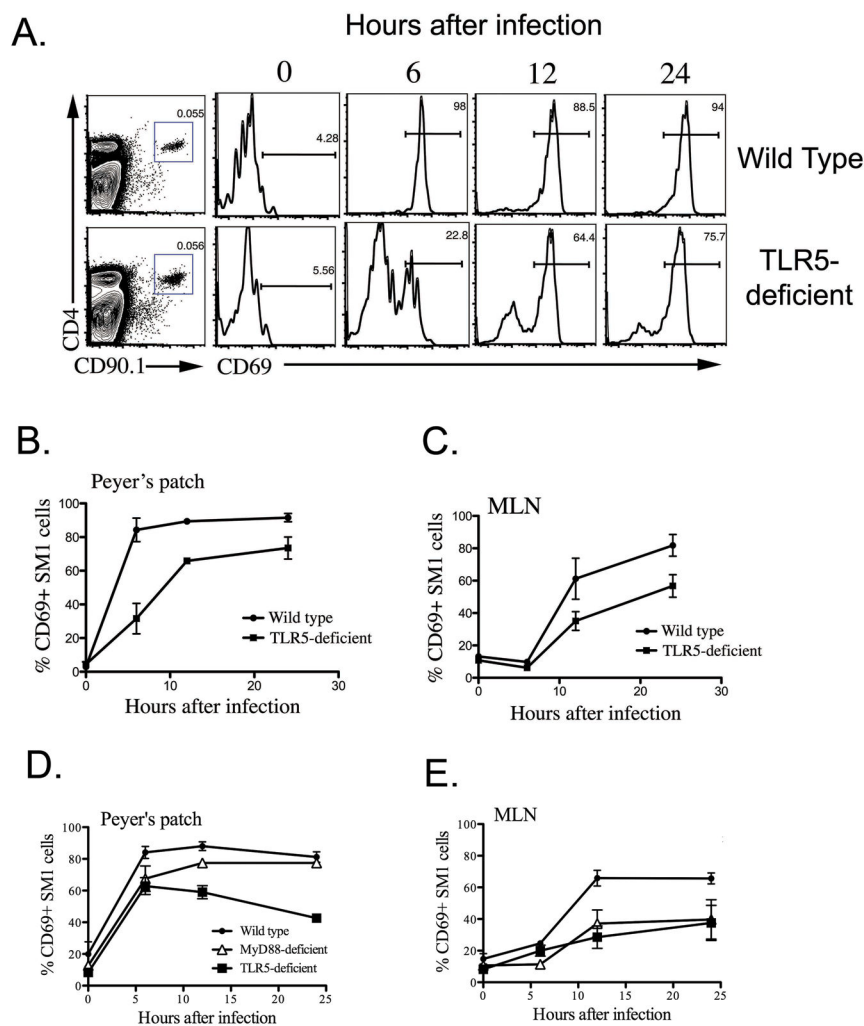 A.
Hours after infection
0 6 12 24
0.055 4.28 98 88.5 94
Wild Type
0.056 5.56 22.8 64.4 75.7
TLR5-
deficient
CD4
CD90.1 CD69
B.
Peyer's patch
100
80
60
40
20
0
% CD69+ SM1 cells
Wild type
TLR5-deficient
0 10 20 30
Hours after infection
C.
MLN
100
80
60
40
20
0
% CD69+ SM1 cells
Wild type
TLR5-deficient
0 10 20 30
Hours after infection
D.
Peyer's patch
100
80
60
40
20
0
% CD69+ SM1 cells
Wild type
MyD88-deficient
TLR5-deficient
0 5 10 15 20 25
Hours after infection
E.
MLN
100
80
60
40
20
0
% CD69+ SM1 cells
Wild type
MyD88-deficient
TLR5-deficient
0 5 10 15 20 25
Hours after infection